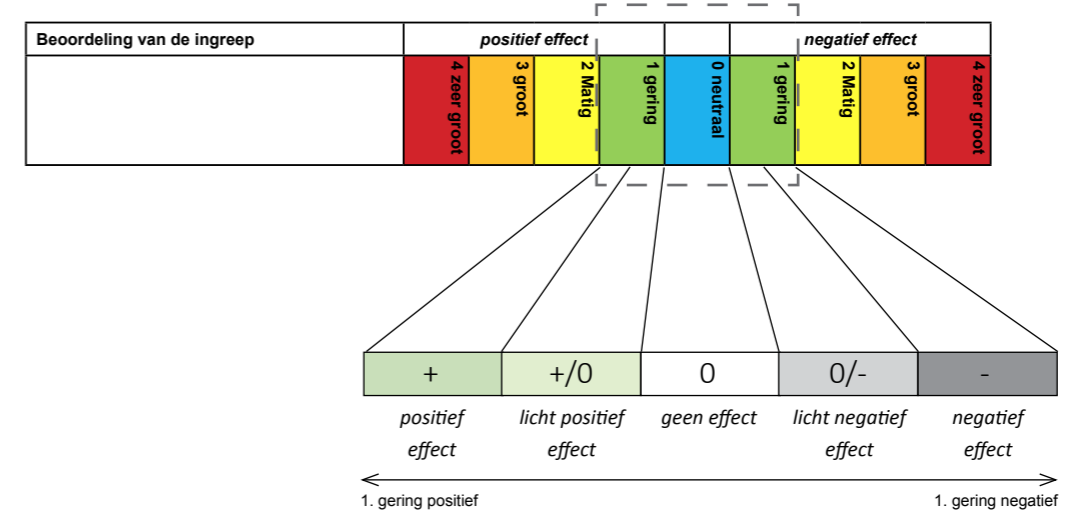 Beoordeling van de ingreep
positief effect
negatief effect
4 zeer groot
3 groot
2 Matig
1 gering
0 neutraal
1 gering
2 Matig
3 groot
4 zeer groot
+
+/0
0
0/-
-
positief
effect
licht positief
effect
geen effect
licht negatief
effect
negatief
effect
1. gering positief
1. gering negatief